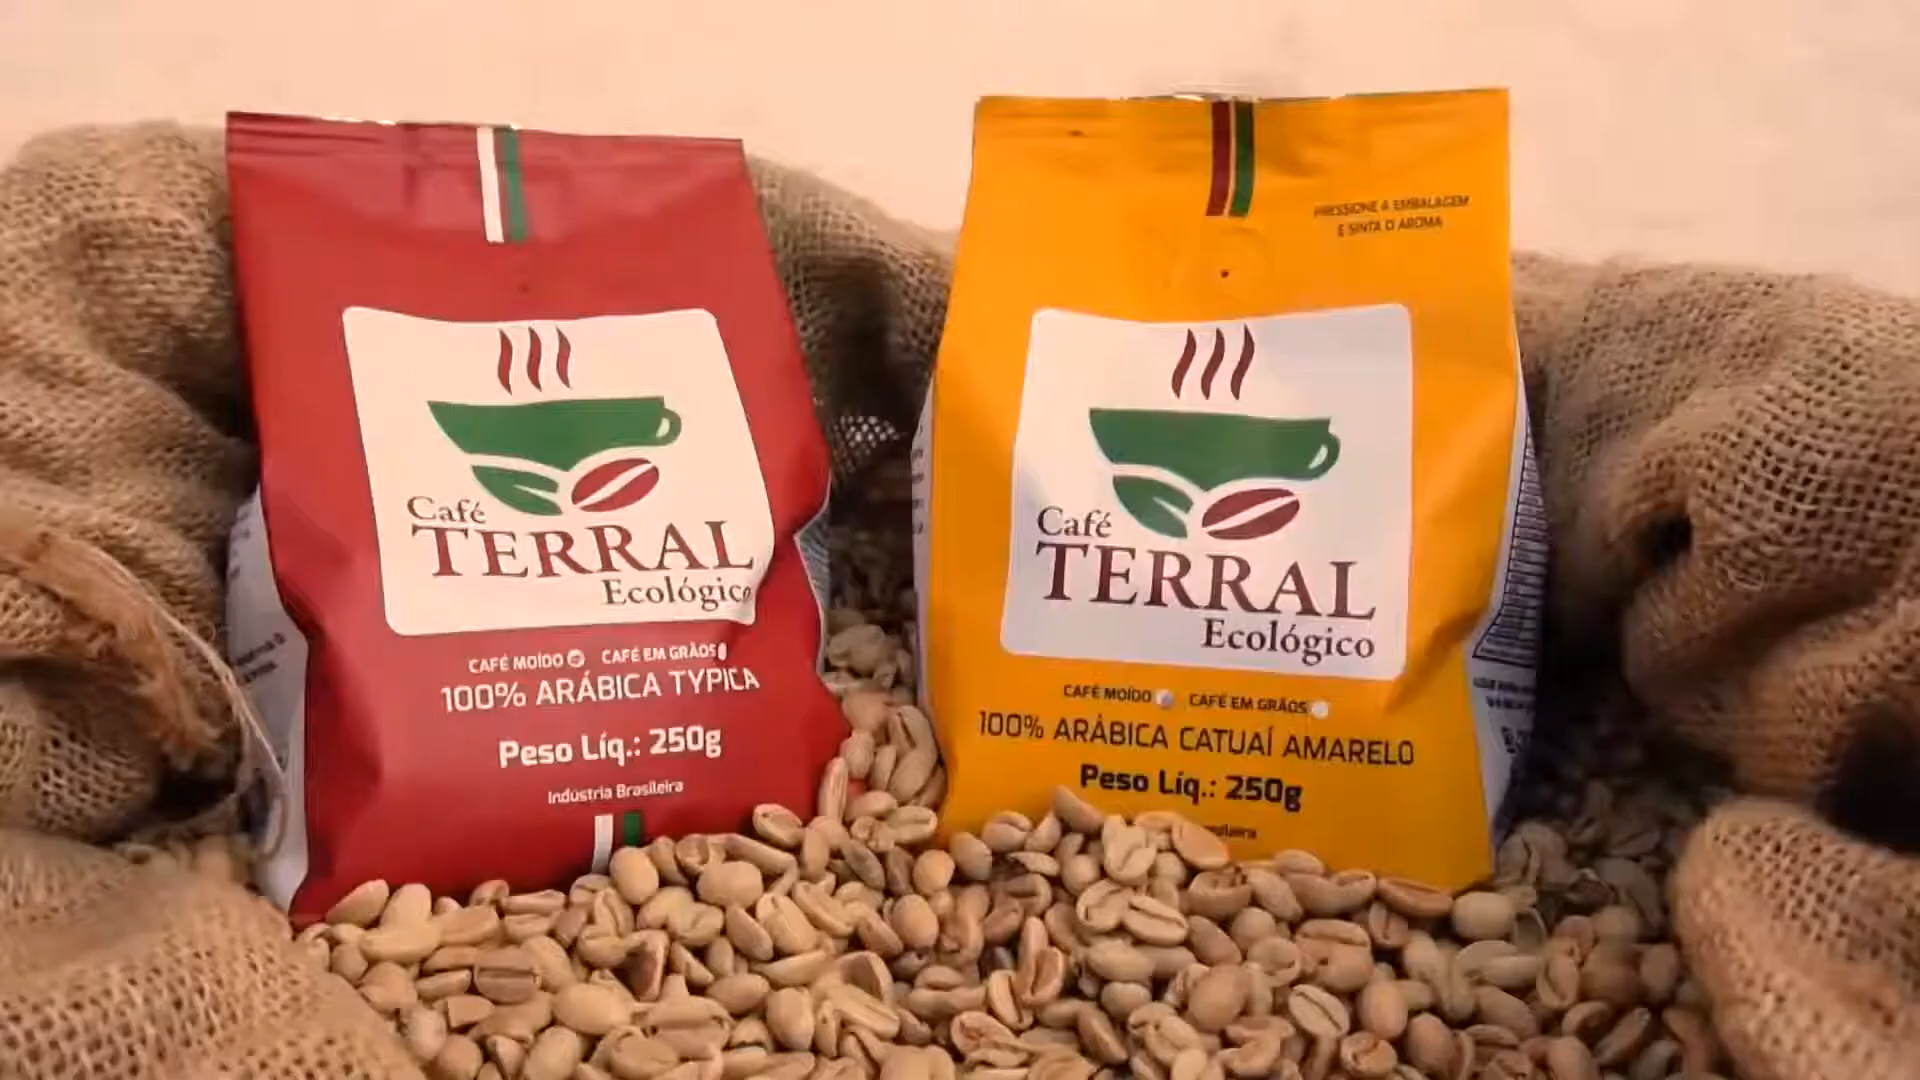 Café
TERRAL
Ecológico
CAFÉ MOÍDO CAFÉ EM GRÃOS
100% ARÁBICA TYPICA
Peso Líq.: 250g
Indústria Brasileira
PRESSIONE A EMBALAGEM
E SINTA O AROMA
Café
TERRAL
Ecológico
CAFÉ MOÍDO CAFÉ EM GRÃOS
100% ARÁBICA CATUAÍ AMARELO
Peso Líq.: 250g